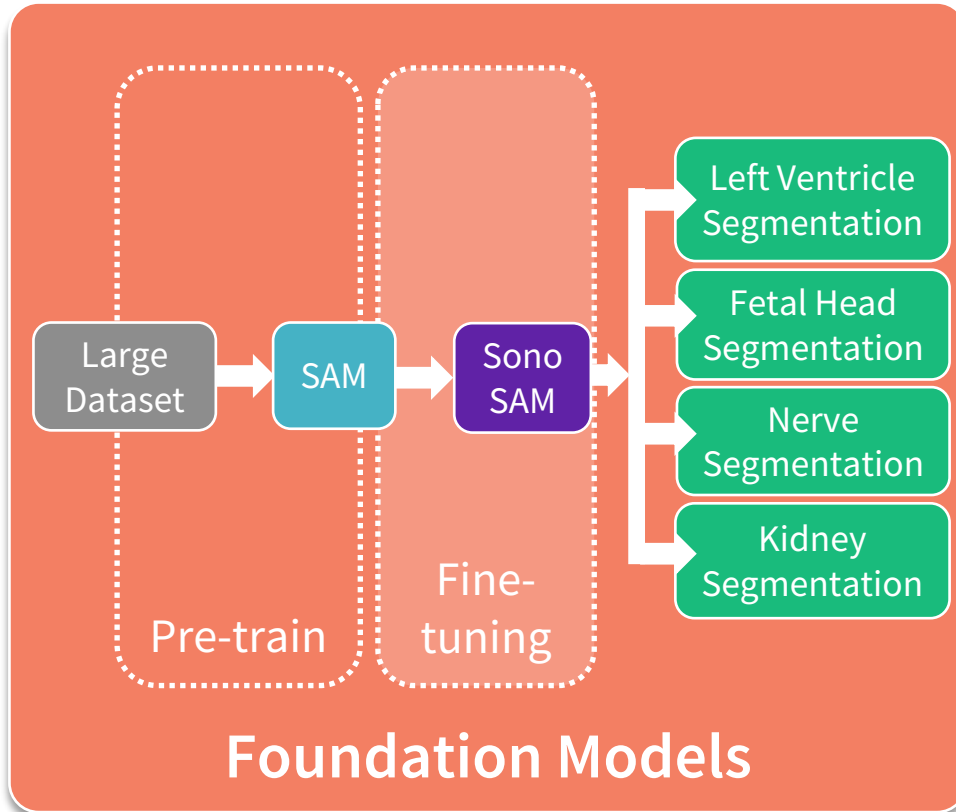 Left Ventricle
Segmentation
Fetal Head
Segmentation
Large
Dataset
SAM
Sono
SAM
Nerve
Segmentation
Kidney
Segmentation
Pre-train
Fine-
tuning
Foundation Models